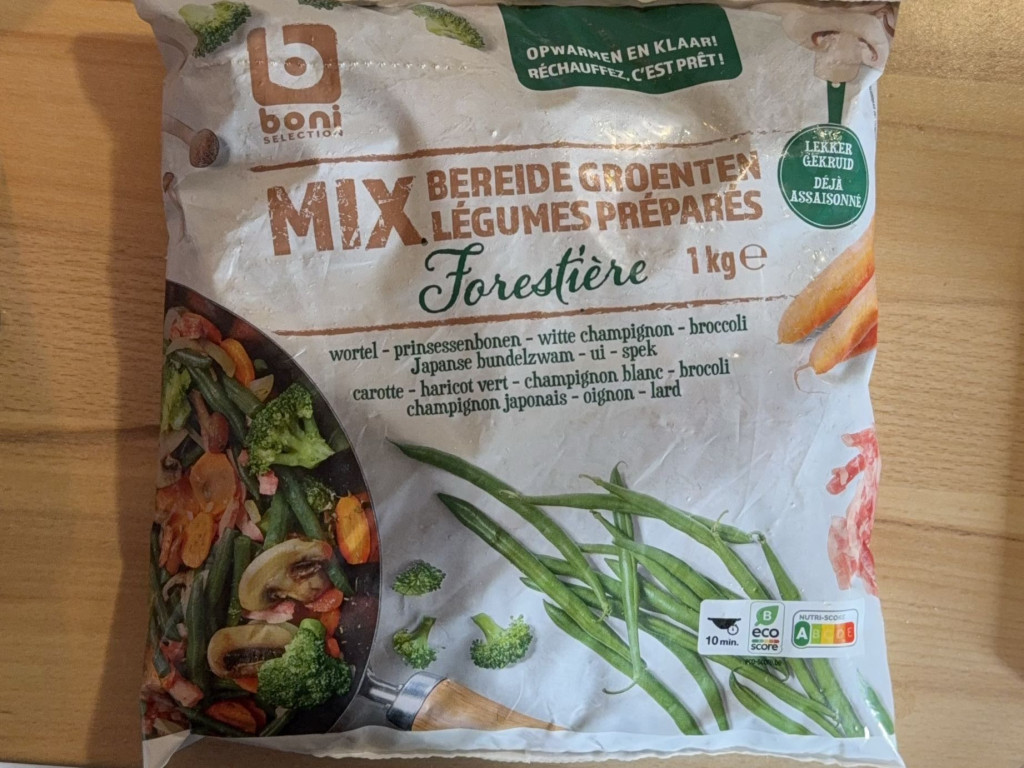 boni
SELECTION
OPWARMEN EN KLAAR!
RÉCHAUFFEZ, C'EST PRÊT!
LEKKER
GEKRUID
DÉJÀ
ASSAISONNÉ
MIX
BEREIDE GROENTEN
LÉGUMES PRÉPARÉS
Forestière
1 kg e
wortel - prinsessenbonen - witte champignon - broccoli
Japanse bundelzwam - ui - spek
carotte - haricot vert - champignon blanc - brocoli
champignon japonais - oignon - lard
10 min.
B
eco
score
NUTRI-SCORE
A B C D E